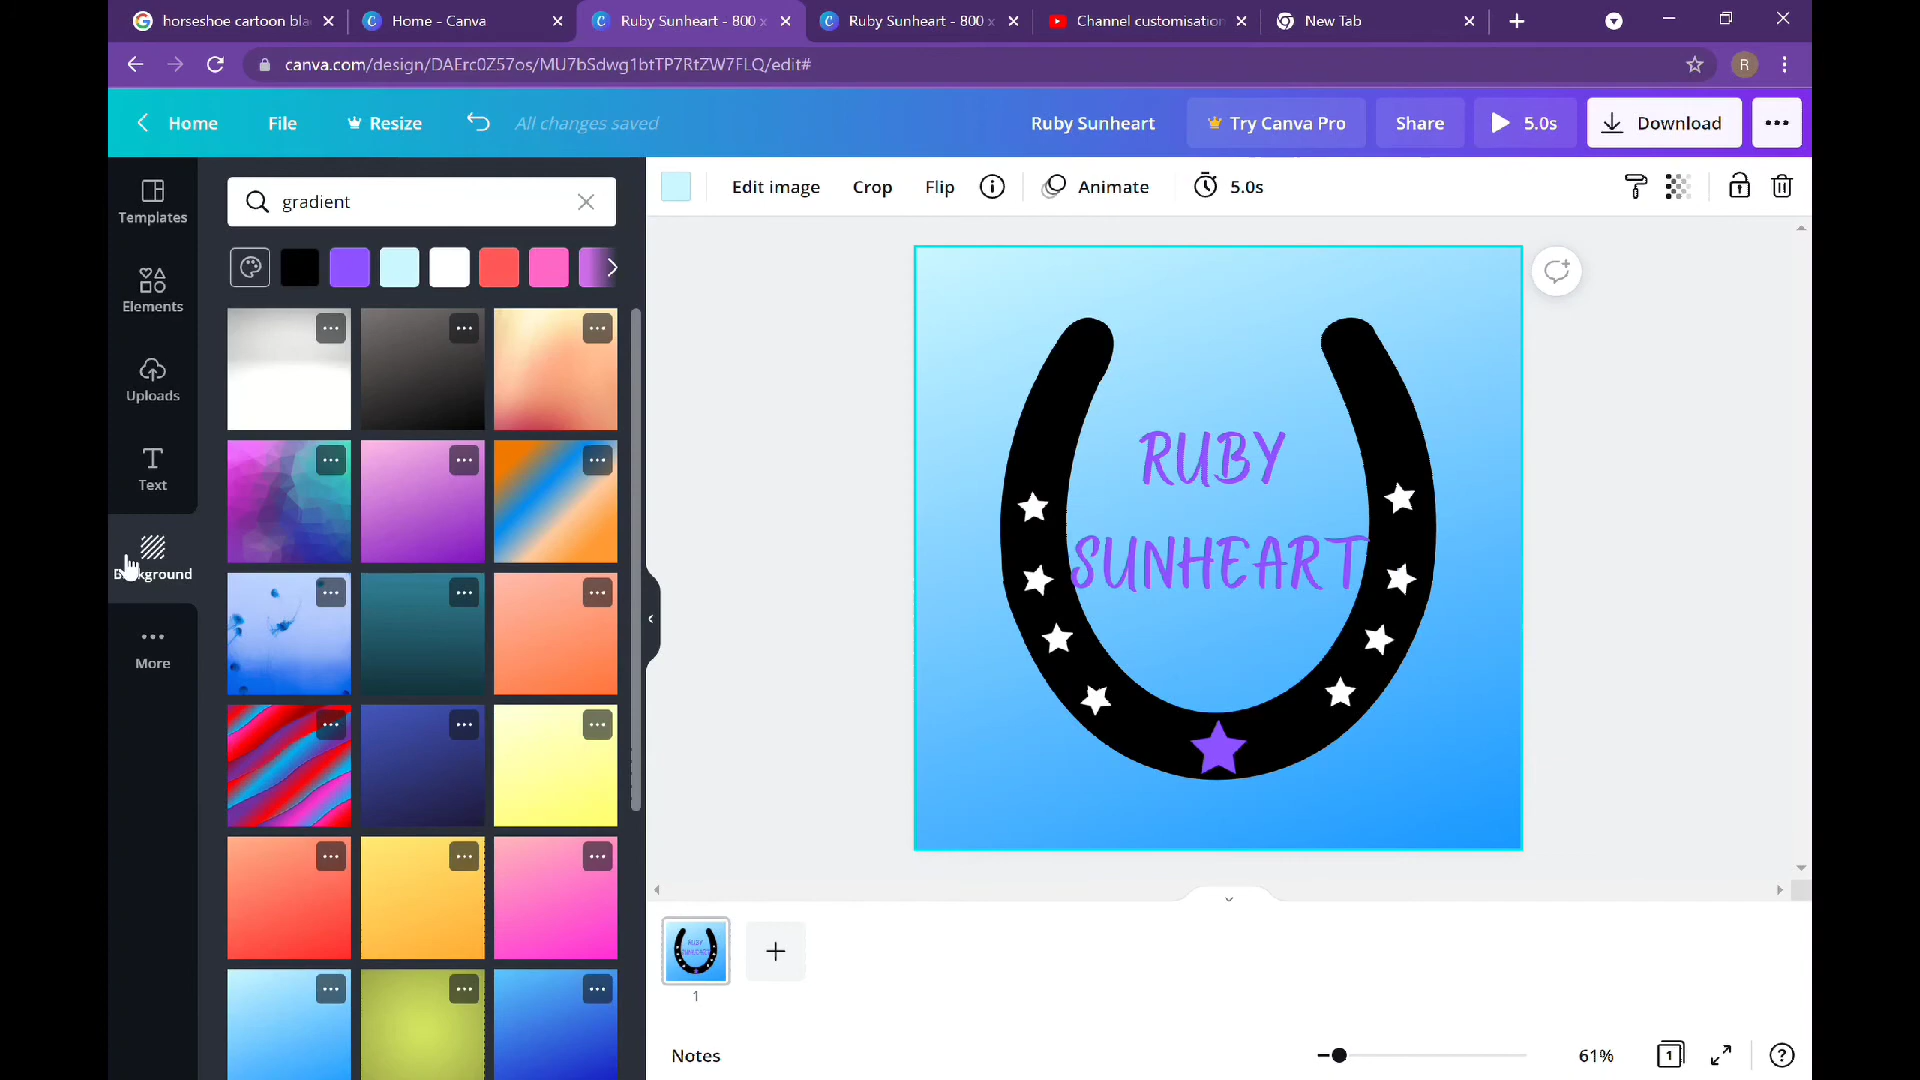 horseshoe cartoon bla
Home - Canva
Ruby Sunheart - 800 x
Ruby Sunheart - 800 x
Channel customisation
New Tab
canva.com/design/DAErc0Z57os/MU7bSdwg1btTP7RtZW7FLQ/edit#
R
Home
File
Resize
All changes saved
Ruby Sunheart
Try Canva Pro
Share
5.0s
Download
Templates
Elements
Uploads
Text
Background
More
gradient
Edit image
Crop
Flip
Animate
5.0s
RUBY
SUNHEART
1
Notes
61%
1